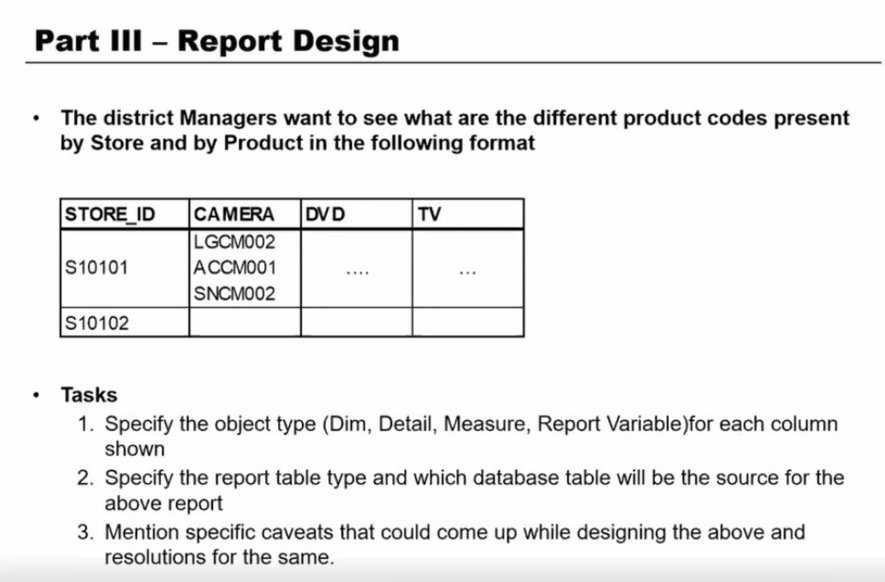 Part III – Report Design
• The district Managers want to see what are the different product codes present
by Store and by Product in the following format
STORE_ID CAMERA DVD TV
LGCM002
S10101 ACCM001 .... ...
SNCM002
S10102
• Tasks
1. Specify the object type (Dim, Detail, Measure, Report Variable)for each column
shown
2. Specify the report table type and which database table will be the source for the
above report
3. Mention specific caveats that could come up while designing the above and
resolutions for the same.